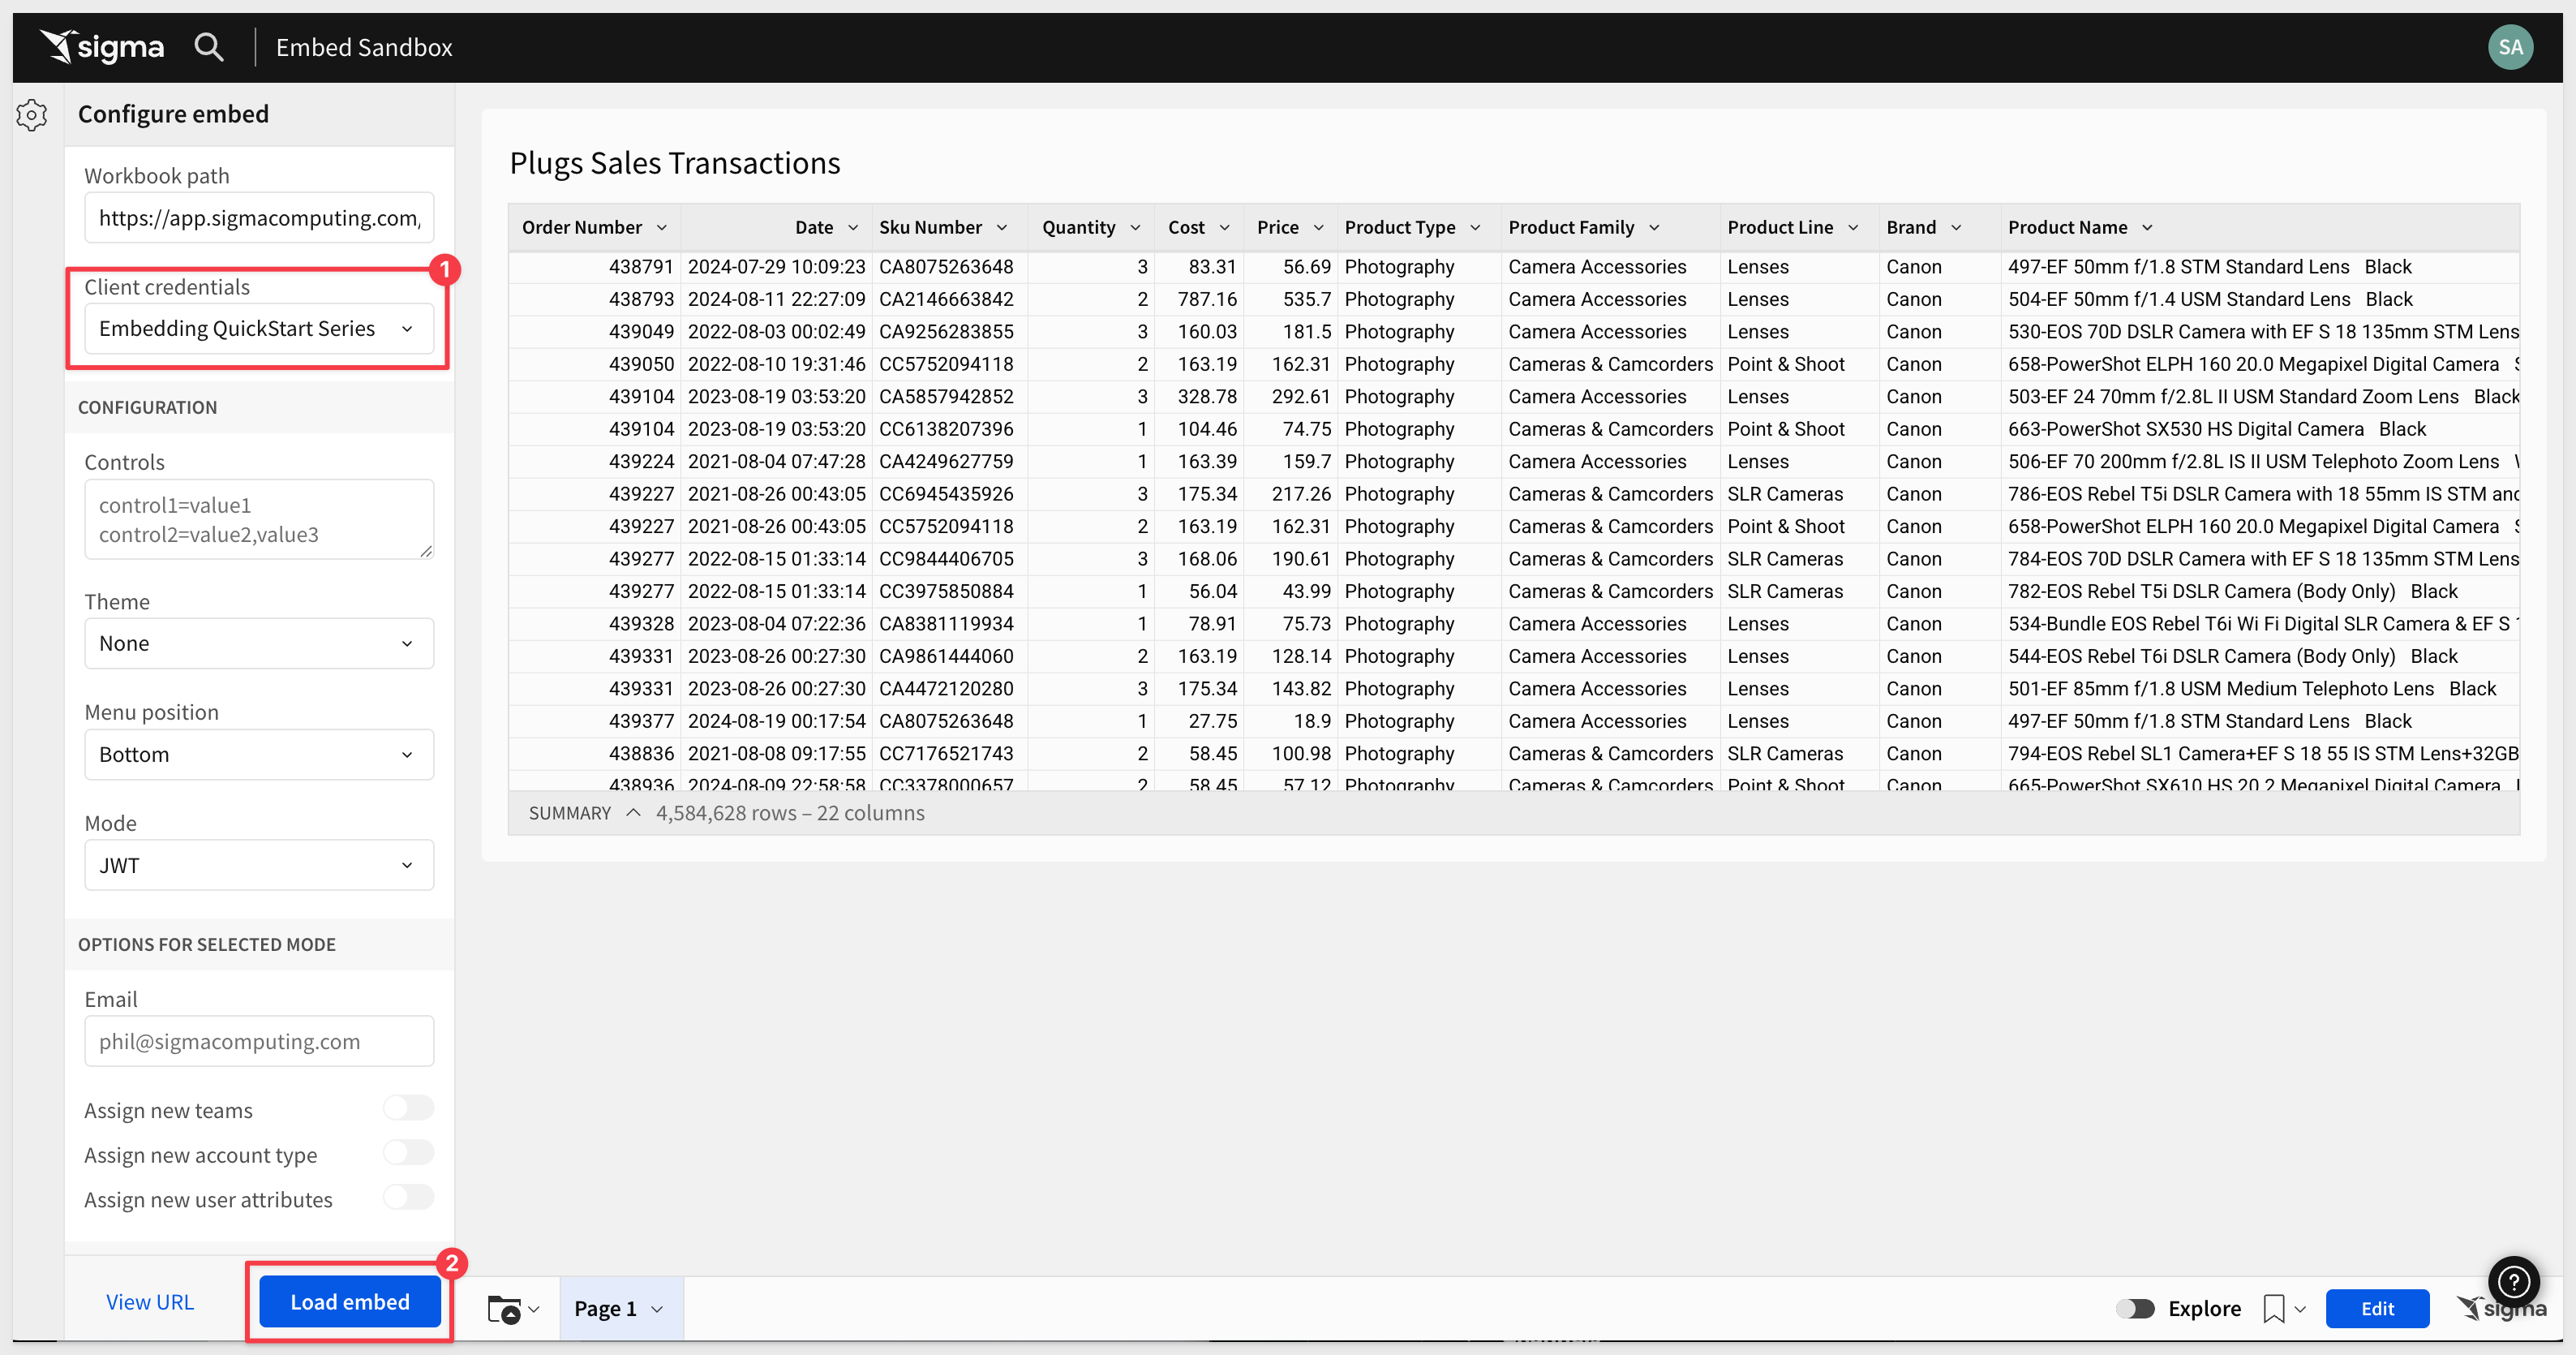 sigma
Embed Sandbox
SA
Configure embed
Workbook path
https://app.sigmacomputing.com,
1
Client credentials
Embedding QuickStart Series
CONFIGURATION
Controls
control1=value1
control2=value2,value3
Theme
None
Menu position
Bottom
Mode
JWT
OPTIONS FOR SELECTED MODE
Email
phil@sigmacomputing.com
Assign new teams
Assign new account type
Assign new user attributes
View URL
Load embed
2
Plugs Sales Transactions
Order Number Date Sku Number Quantity Cost Price Product Type Product Family Product Line Brand Product Name
438791 2024-07-29 10:09:23 CA8075263648 3 83.31 56.69 Photography Camera Accessories Lenses Canon 497-EF 50mm f/1.8 STM Standard Lens Black
438793 2024-08-11 22:27:09 CA2146663842 2 787.16 535.7 Photography Camera Accessories Lenses Canon 504-EF 50mm f/1.4 USM Standard Lens Black
439049 2022-08-03 00:02:49 CA9256283855 3 160.03 181.5 Photography Camera Accessories Lenses Canon 530-EOS 70D DSLR Camera with EF S 18 135mm STM Lens
439050 2022-08-10 19:31:46 CC5752094118 2 163.19 162.31 Photography Cameras & Camcorders Point & Shoot Canon 658-PowerShot ELPH 160 20.0 Megapixel Digital Camera
439104 2023-08-19 03:53:20 CA5857942852 3 328.78 292.61 Photography Camera Accessories Lenses Canon 503-EF 24 70mm f/2.8L II USM Standard Zoom Lens Black
439104 2023-08-19 03:53:20 CC6138207396 1 104.46 74.75 Photography Cameras & Camcorders Point & Shoot Canon 663-PowerShot SX530 HS Digital Camera Black
439224 2021-08-04 07:47:28 CA4249627759 1 163.39 159.7 Photography Camera Accessories Lenses Canon 506-EF 70 200mm f/2.8L IS II USM Telephoto Zoom Lens
439227 2021-08-26 00:43:05 CC6945435926 3 175.34 217.26 Photography Cameras & Camcorders SLR Cameras Canon 786-EOS Rebel T5i DSLR Camera with 18 55mm IS STM and
439227 2021-08-26 00:43:05 CC5752094118 2 163.19 162.31 Photography Cameras & Camcorders Point & Shoot Canon 658-PowerShot ELPH 160 20.0 Megapixel Digital Camera
439277 2022-08-15 01:33:14 CC9844406705 3 168.06 190.61 Photography Cameras & Camcorders SLR Cameras Canon 784-EOS 70D DSLR Camera with EF S 18 135mm STM Lens
439277 2022-08-15 01:33:14 CC3975850884 1 56.04 43.99 Photography Cameras & Camcorders SLR Cameras Canon 782-EOS Rebel T5i DSLR Camera (Body Only) Black
439328 2023-08-04 07:22:36 CA8381119934 1 78.91 75.73 Photography Camera Accessories Lenses Canon 534-Bundle EOS Rebel T6i Wi Fi Digital SLR Camera & EF S
439331 2023-08-26 00:27:30 CA9861444060 2 163.19 128.14 Photography Camera Accessories Lenses Canon 544-EOS Rebel T6i DSLR Camera (Body Only) Black
439331 2023-08-26 00:27:30 CA4472120280 3 175.34 143.82 Photography Camera Accessories Lenses Canon 501-EF 85mm f/1.8 USM Medium Telephoto Lens Black
439377 2024-08-19 00:17:54 CA8075263648 1 27.75 18.9 Photography Camera Accessories Lenses Canon 497-EF 50mm f/1.8 STM Standard Lens Black
438836 2021-08-08 09:17:55 CC7176521743 2 58.45 100.98 Photography Cameras & Camcorders SLR Cameras Canon 794-EOS Rebel SL1 Camera+EF S 18 55 IS STM Lens+32GB
438936 2024-08-09 22:58:58 CC3378000657 2 58.45 57.12 Photography Cameras & Camcorders Point & Shoot Canon 665-PowerShot SX610 HS 20.2 Megapixel Digital Camera
SUMMARY 4,584,628 rows – 22 columns
Page 1
Explore
Edit
?
sigma